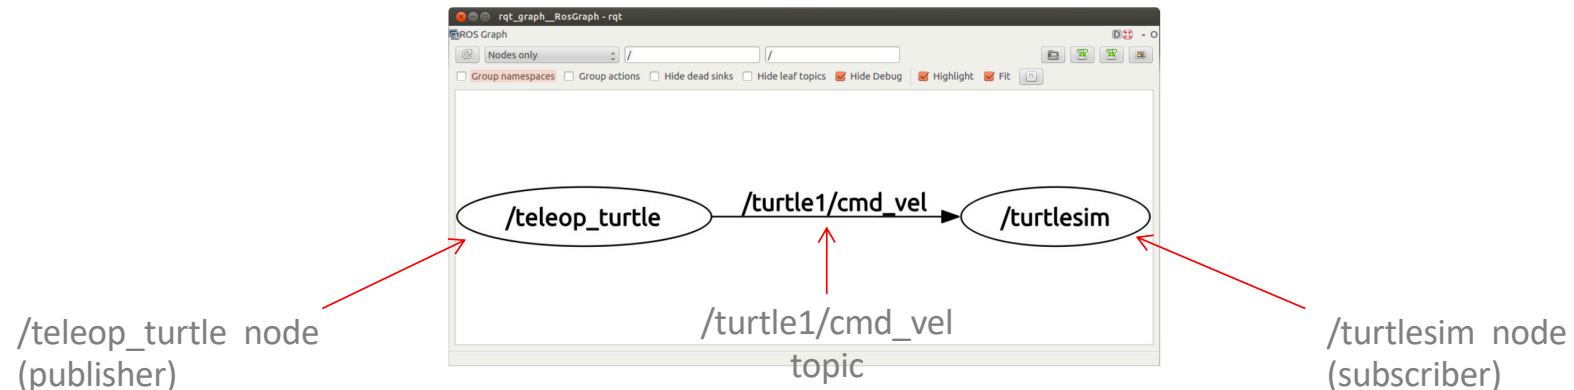 rqt_graph__RosGraph - rqt
ROS Graph
D - O
Nodes only / /
Group namespaces Group actions Hide dead sinks Hide leaf topics Hide Debug Highlight Fit
/teleop_turtle /turtle1/cmd_vel /turtlesim
/teleop_turtle node
(publisher)
/turtle1/cmd_vel
topic
/turtlesim node
(subscriber)